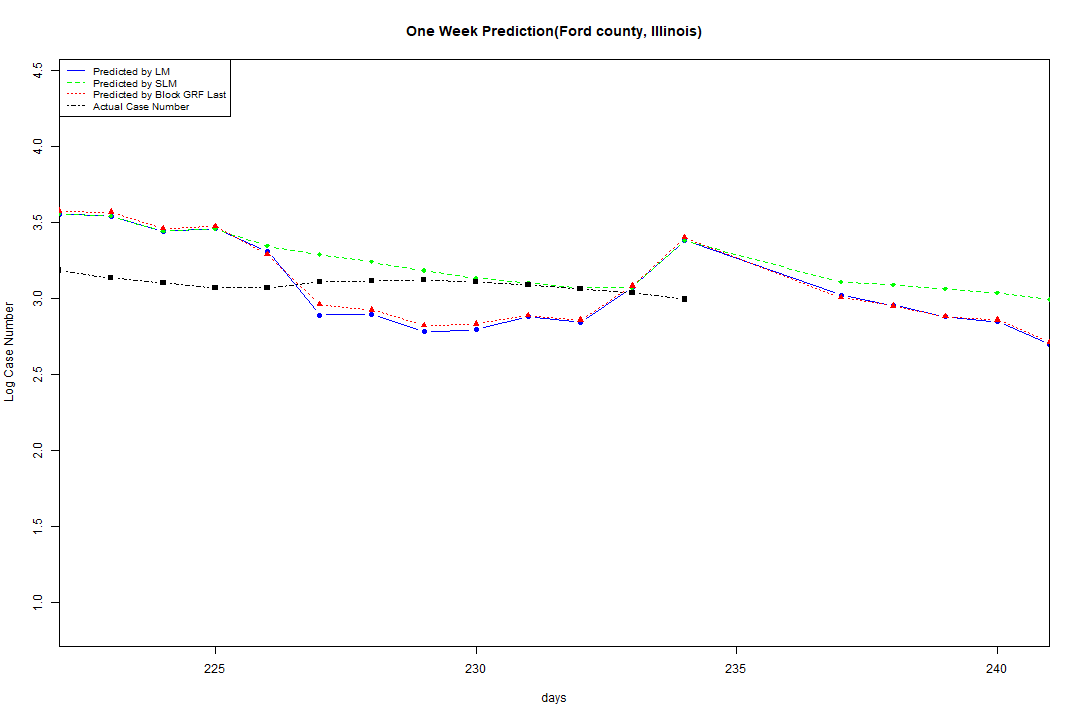 One Week Prediction(Ford county, Illinois)
Predicted by LM
Predicted by SLM
Predicted by Block GRF Last
Actual Case Number
4.5
4.0
3.5
3.0
2.5
2.0
1.5
1.0
Log Case Number
225
230
235
240
days